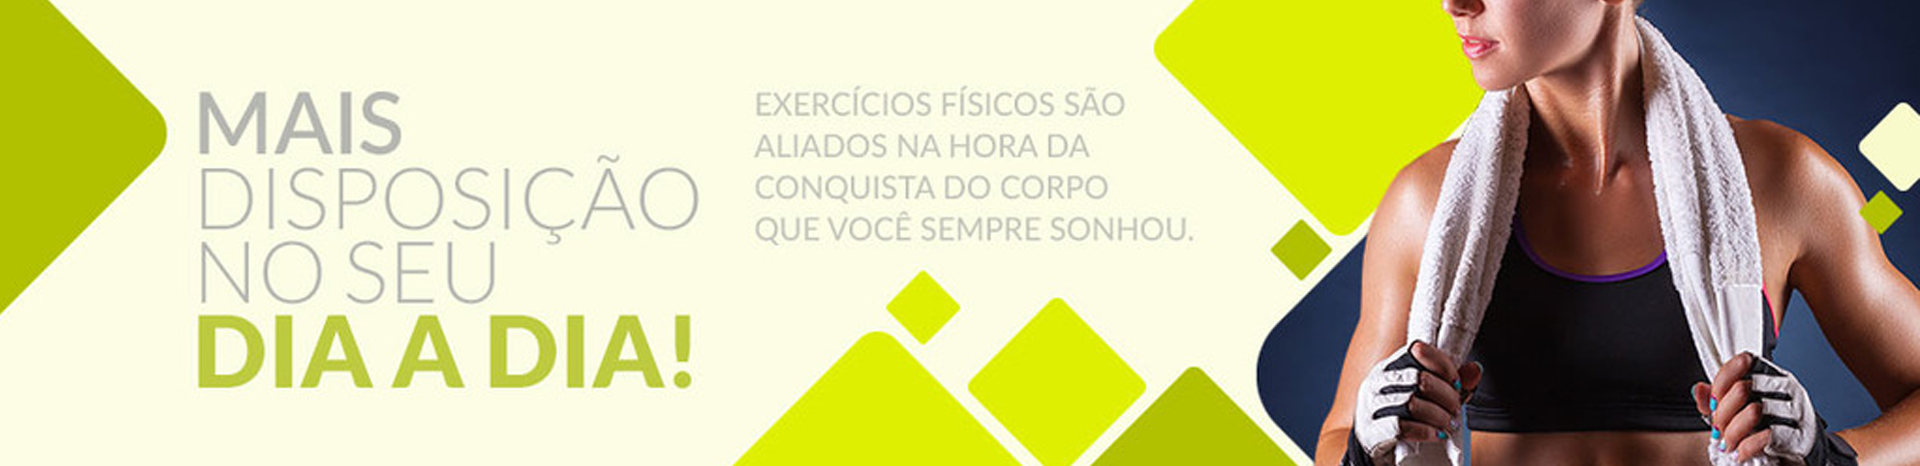 MAIS
DISPOSIÇÃO
NO SEU
DIA A DIA!
EXERCÍCIOS FÍSICOS SÃO
ALIADOS NA HORA DA
CONQUISTA DO CORPO
QUE VOCÊ SEMPRE SONHOU.